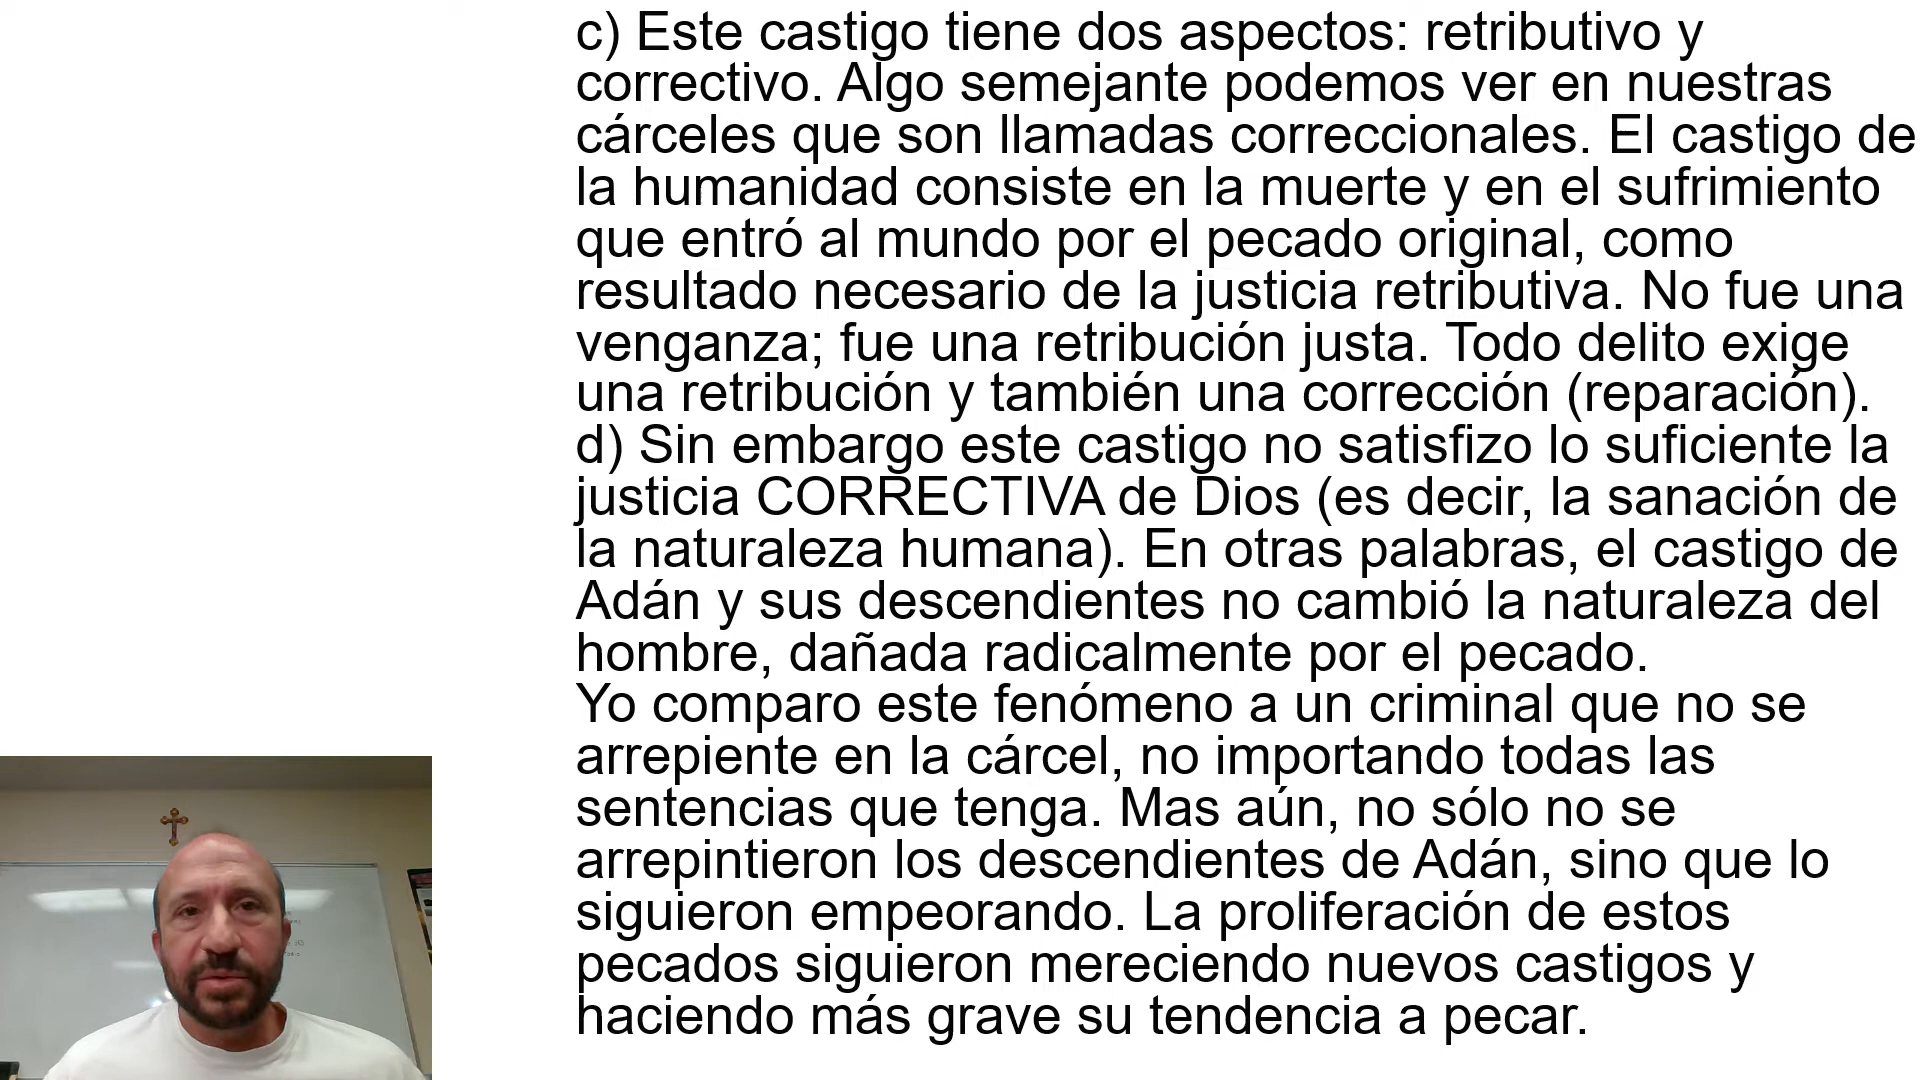 c) Este castigo tiene dos aspectos: retributivo y
correctivo. Algo semejante podemos ver en nuestras
cárceles que son llamadas correccionales. El castigo de
la humanidad consiste en la muerte y en el sufrimiento
que entró al mundo por el pecado original, como
resultado necesario de la justicia retributiva. No fue una
venganza; fue una retribución justa. Todo delito exige
una retribución y también una corrección (reparación).
d) Sin embargo este castigo no satisfizo lo suficiente la
justicia CORRECTIVA de Dios (es decir, la sanación de
la naturaleza humana). En otras palabras, el castigo de
Adán y sus descendientes no cambió la naturaleza del
hombre, dañada radicalmente por el pecado.
Yo comparo este fenómeno a un criminal que no se
arrepiente en la cárcel, no importando todas las
sentencias que tenga. Mas aún, no sólo no se
arrepintieron los descendientes de Adán, sino que lo
siguieron empeorando. La proliferación de estos
pecados siguieron mereciendo nuevos castigos y
haciendo más grave su tendencia a pecar.